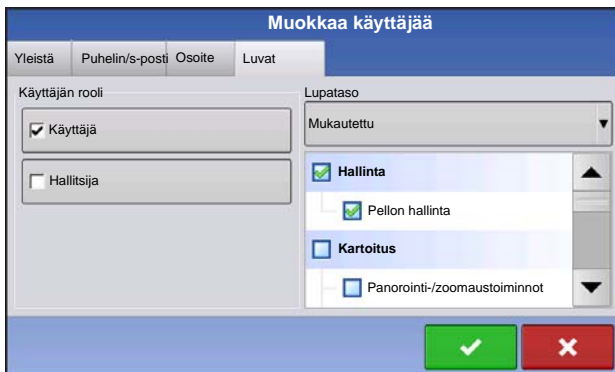 Muokkaa käyttäjää
Yleistä Puhelin/s-posti Osoite Luvat
Käyttäjän rooli
Käyttäjä
Hallitsija
Lupataso
Mukautettu
Hallinta
Pellon hallinta
Kartoitus
Panorointi-/zoomaustoiminnot